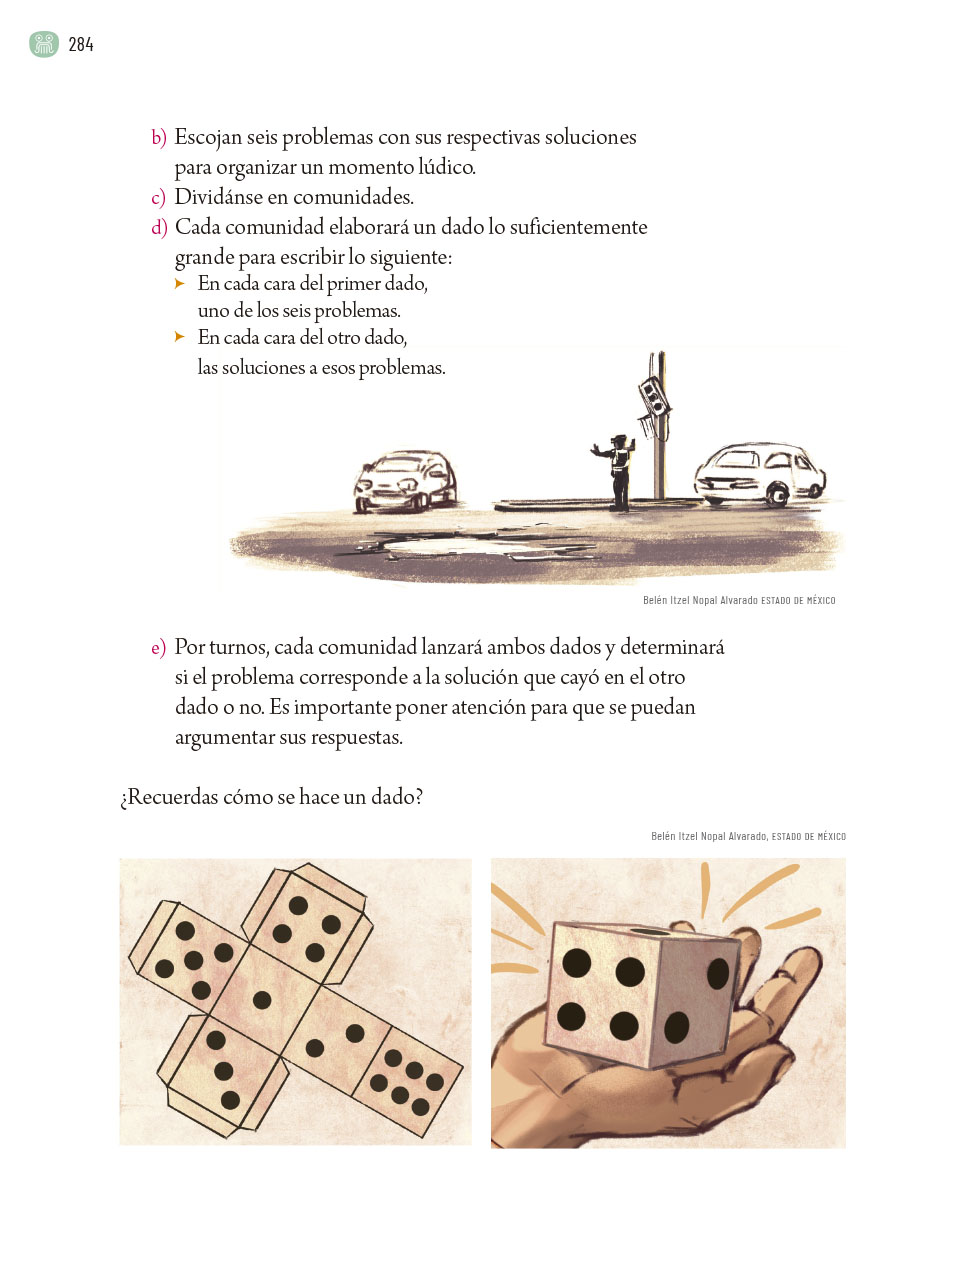 284
b) Escojan seis problemas con sus respectivas soluciones
para organizar un momento lúdico.
c) Dividánse en comunidades.
d) Cada comunidad elaborará un dado lo suficientemente
grande para escribir lo siguiente:
➤ En cada cara del primer dado,
uno de los seis problemas.
➤ En cada cara del otro dado,
las soluciones a esos problemas.
Belén Itzel Nopal Alvarado ESTADO DE MÉXICO
e) Por turnos, cada comunidad lanzará ambos dados y determinará
si el problema corresponde a la solución que cayó en el otro
dado o no. Es importante poner atención para que se puedan
argumentar sus respuestas.
¿Recuerdas cómo se hace un dado?
Belén Itzel Nopal Alvarado, ESTADO DE MÉXICO